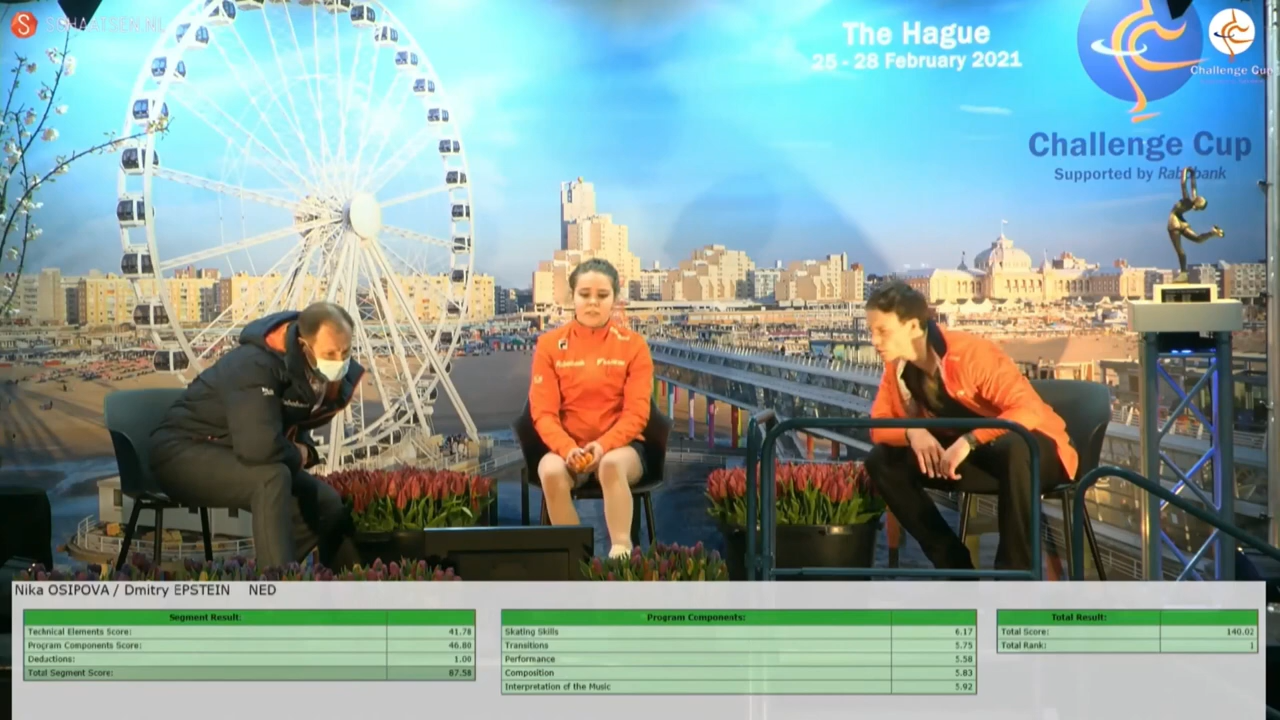 SCHAATSEN.NL
The Hague
25 - 28 February 2021
Challenge Cup
Challenge Cup
Supported by Rabobank
Nika OSIPOVA / Dmitry EPSTEIN NED
Segment Result:
Technical Elements Score: 41.78
Program Components Score: 46.80
Deductions: 1.00
Total Segment Score: 87.58
Program Components:
Skating Skills 6.17
Transitions 5.75
Performance 5.58
Composition 5.83
Interpretation of the Music 5.92
Total Result:
Total Score: 140.02
Total Rank: 1